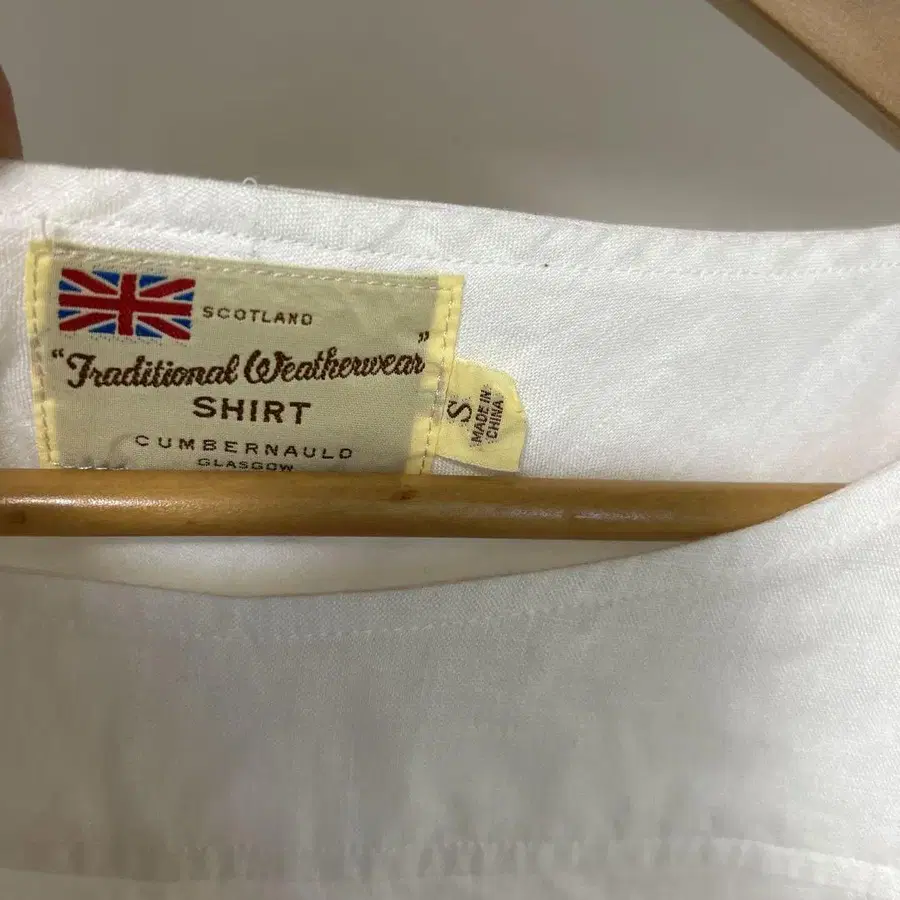 SCOTLAND
"Traditional Weatherwear"
SHIRT
CUMBERNAULD
GLASGOW
S
MADE IN
CHINA